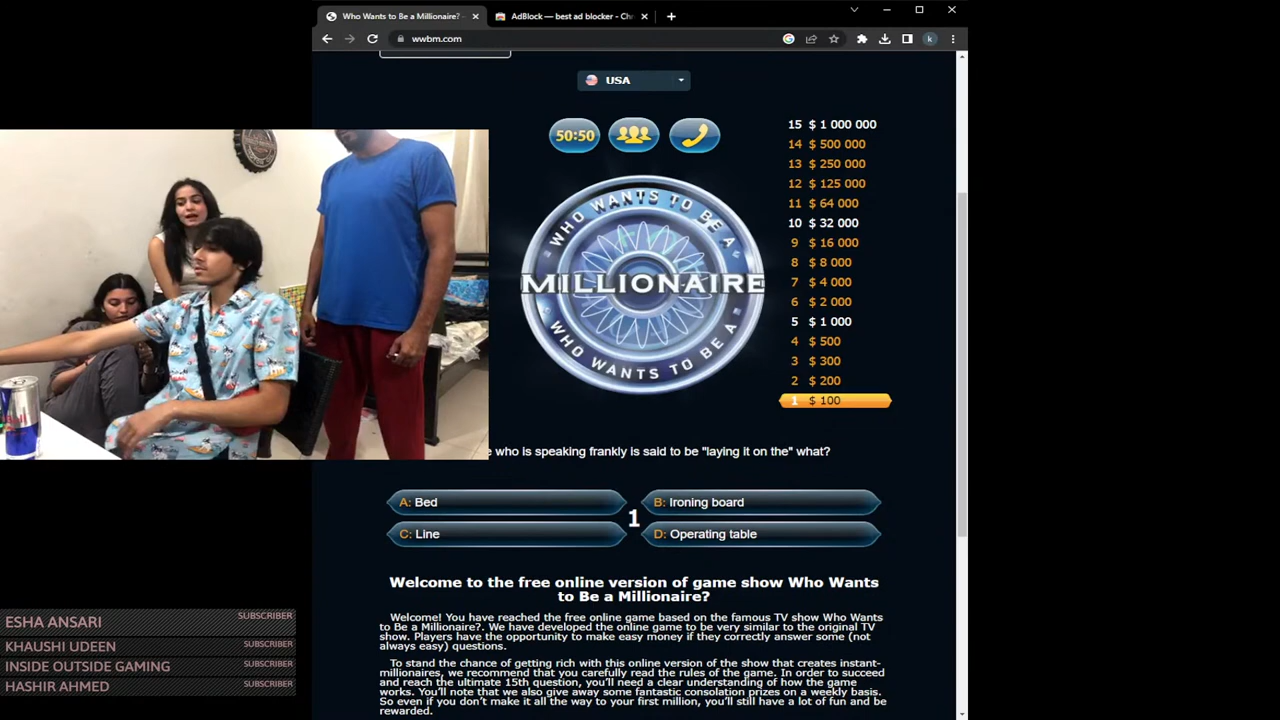 Who Wants to Be a Millionaire? -
AdBlock — best ad blocker - Ch
wwbm.com
k
USA
50:50
15 $ 1 000 000
14 $ 500 000
13 $ 250 000
12 $ 125 000
11 $ 64 000
10 $ 32 000
9 $ 16 000
8 $ 8 000
7 $ 4 000
6 $ 2 000
5 $ 1 000
4 $ 500
3 $ 300
2 $ 200
1 $ 100
WHO WANTS TO BE A
MILLIONAIRE
WHO WANTS TO BE A
who is speaking frankly is said to be "laying it on the" what?
A: Bed
B: Ironing board
1
C: Line
D: Operating table
Welcome to the free online version of game show Who Wants
to Be a Millionaire?
Welcome! You have reached the free online game based on the famous TV show Who Wants
to Be a Millionaire?. We have developed the online game to be very similar to the original TV
show. Players have the opportunity to make easy money if they correctly answer some (not
always easy) questions.
To stand the chance of getting rich with this online version of the show that creates instant-
millionaires, we recommend that you carefully read the rules of the game. In order to succeed
and reach the ultimate 15th question, you'll need a clear understanding of how the game
works. You'll note that we also give away some fantastic consolation prizes on a weekly basis.
So even if you don't make it all the way to your first million, you'll still have a lot of fun and be
rewarded.
ESHA ANSARI SUBSCRIBER
KHAUSHI UDEEN SUBSCRIBER
INSIDE OUTSIDE GAMING SUBSCRIBER
HASHIR AHMED SUBSCRIBER